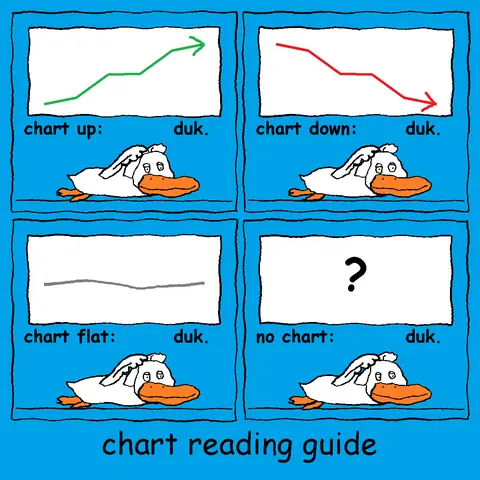 chart up: duk.
chart down: duk.
chart flat: duk.
?
no chart: duk.
chart reading guide